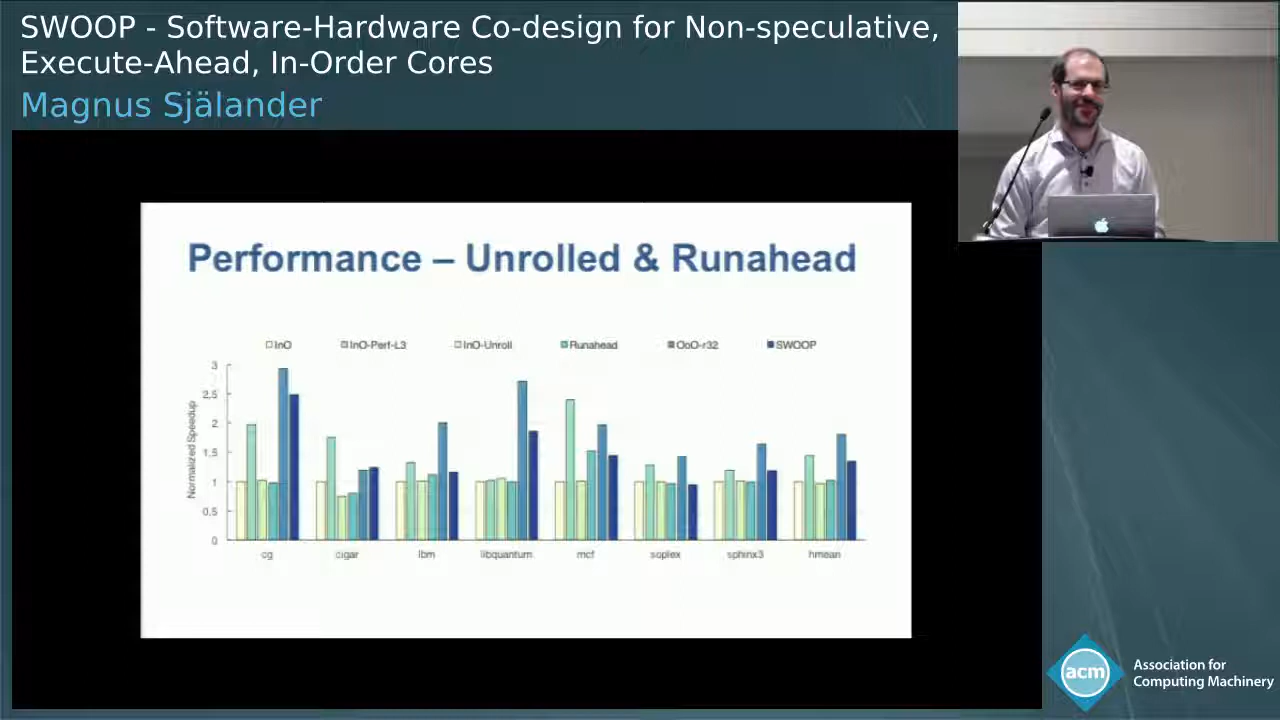 SWOOP - Software-Hardware Co-design for Non-speculative,
Execute-Ahead, In-Order Cores
Magnus Själander
Performance – Unrolled & Runahead
InO InO-Perf-L3 InO-Unroll Runahead OoO-r32 SWOOP
Normalized Speedup
3
2.5
2
1.5
1
0.5
0
cg cigar lbm libquantum mcf soplex sphinx3 hmean
acm
Association for
Computing Machinery